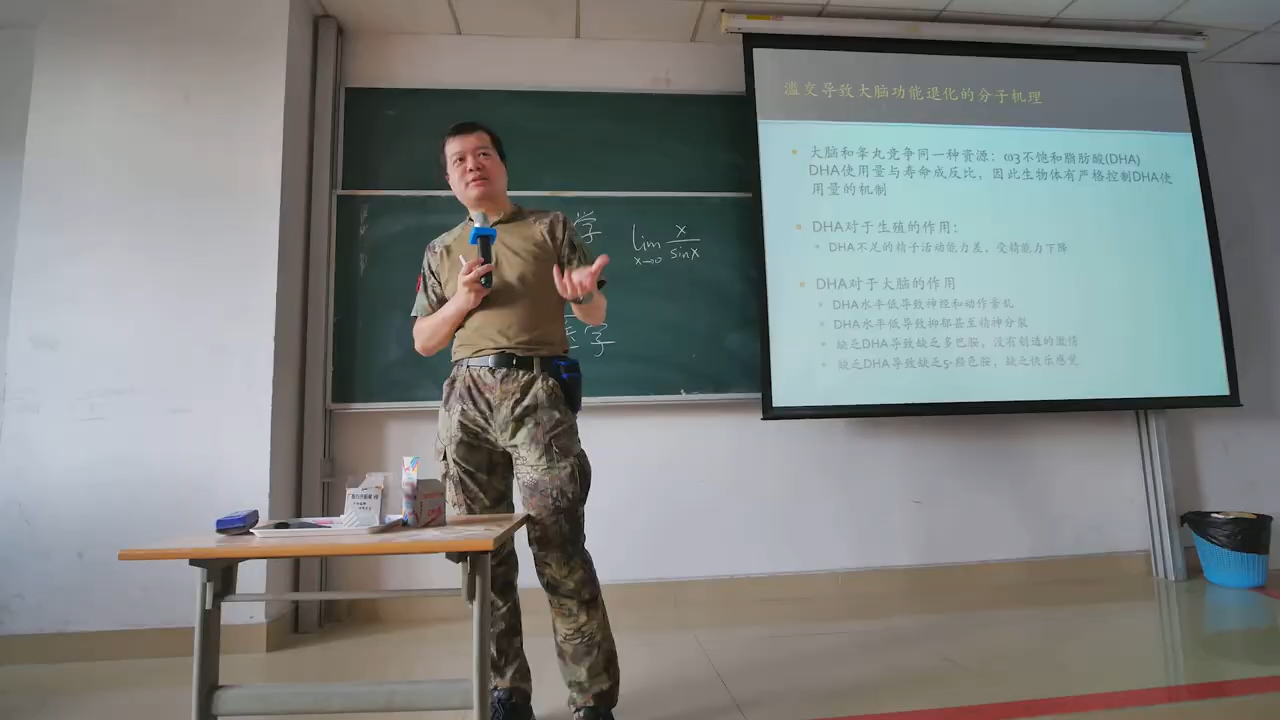 滥交导致大脑功能退化的分子机理
大脑和睾丸竞争同一种资源：ω3不饱和脂肪酸(DHA)
DHA使用量与寿命成反比，因此生物体有严格控制DHA使
用量的机制
DHA对于生殖的作用：
DHA不足的精子活动能力差，受精能力下降
DHA对于大脑的作用
DHA水平低导致神经和动作紊乱
DHA水平低导致抑郁甚至精神分裂
缺乏DHA导致缺乏多巴胺，没有创造的激情
缺乏DHA导致缺乏5-羟色胺，缺乏快乐感觉
学
lim x/sinx
x→0
字